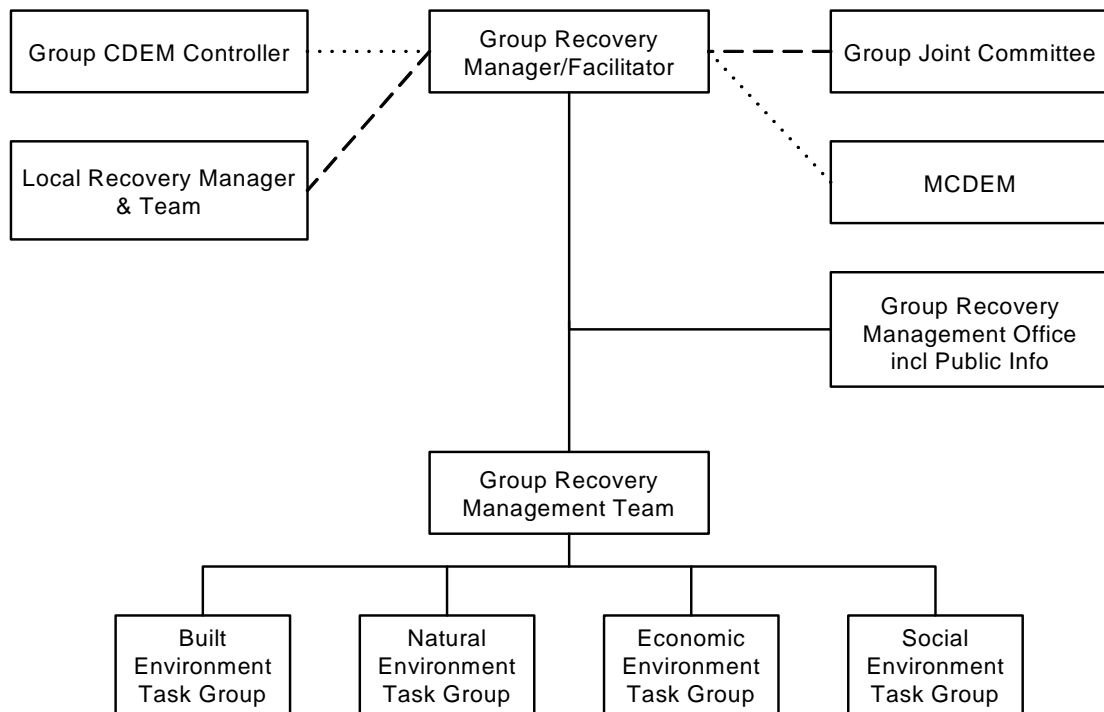 Group CDEM Controller
Group Recovery
Manager/Facilitator
Group Joint Committee
Local Recovery Manager
& Team
MCDEM
Group Recovery
Management Office
incl Public Info
Group Recovery
Management Team
Built
Environment
Task Group
Natural
Environment
Task Group
Economic
Environment
Task Group
Social
Environment
Task Group